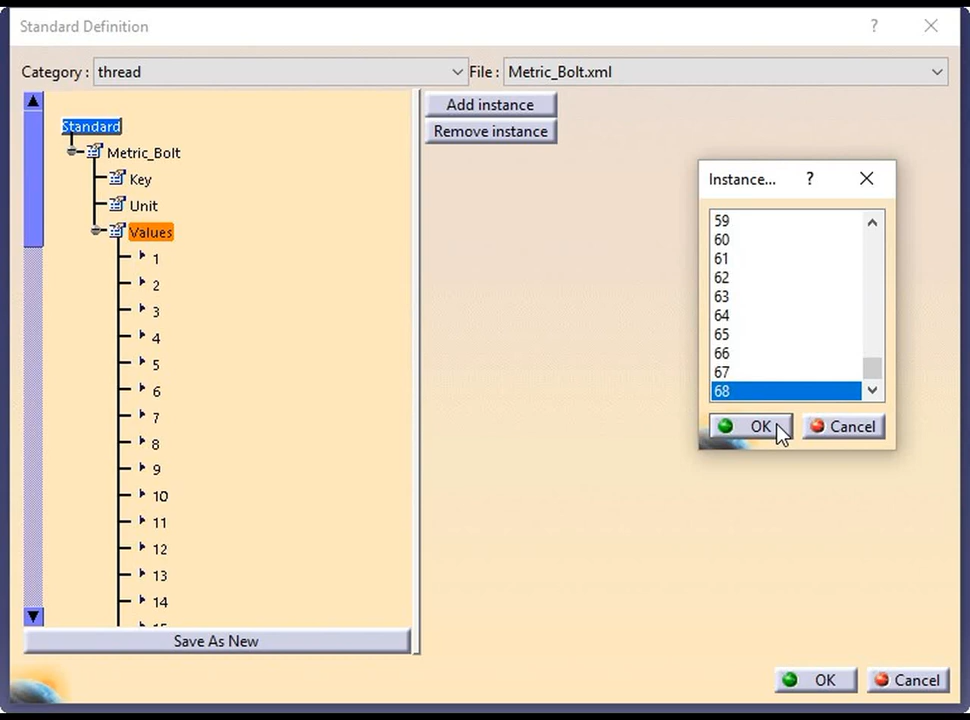 Standard Definition ?
Category : thread File : Metric_Bolt.xml
Add instance
Remove instance
Standard
Metric_Bolt
Key
Unit
Values
1
2
3
4
5
6
7
8
9
10
11
12
13
14
Save As New
Instance... ?
59
60
61
62
63
64
65
66
67
68
OK Cancel
OK Cancel